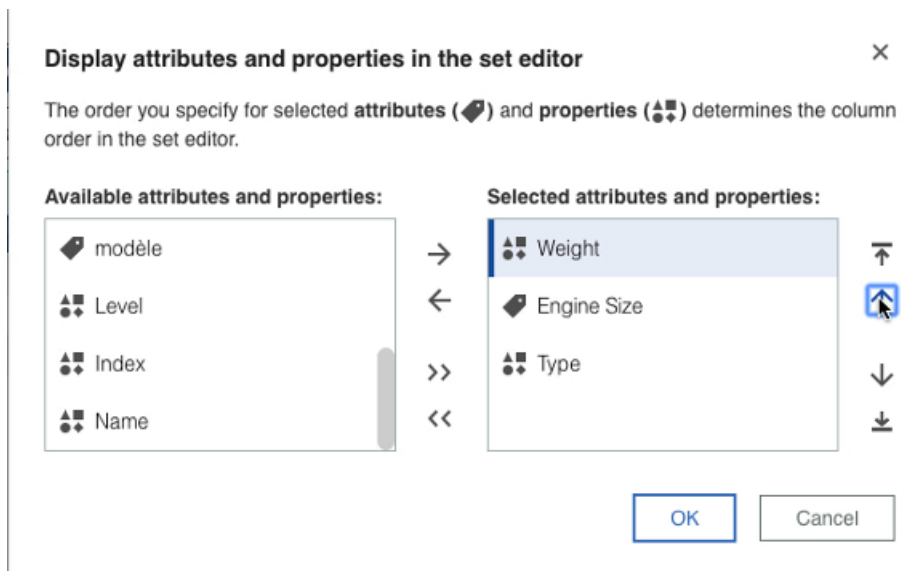 Display attributes and properties in the set editor
The order you specify for selected attributes ( ) and properties ( ) determines the column
order in the set editor.
Available attributes and properties:
modèle
Level
Index
Name
Selected attributes and properties:
Weight
Engine Size
Type
OK
Cancel